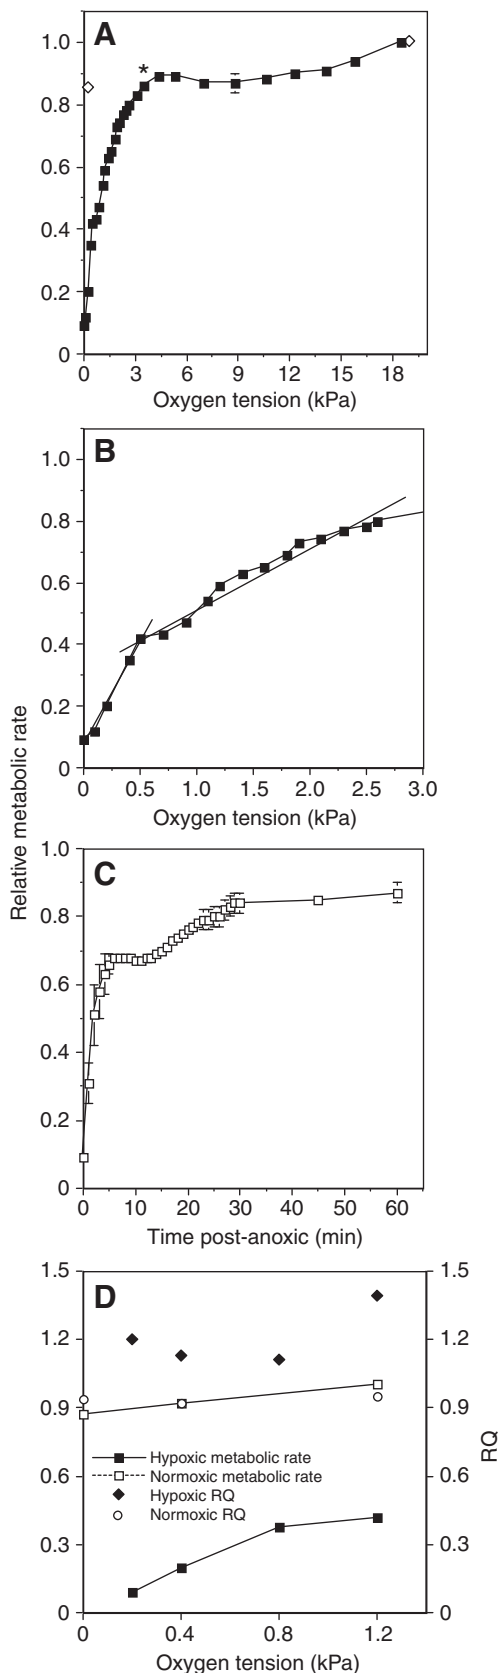 A
*
1.0
0.8
0.6
0.4
0.2
0
0 3 6 9 12 15 18
Oxygen tension (kPa)
B
1.0
0.8
0.6
0.4
0.2
0
0 0.5 1.0 1.5 2.0 2.5 3.0
Oxygen tension (kPa)
Relative metabolic rate
C
1.0
0.8
0.6
0.4
0.2
0
0 10 20 30 40 50 60
Time post-anoxic (min)
D
1.5
1.2
0.9
0.6
0.3
0
Hypoxic metabolic rate
Normoxic metabolic rate
Hypoxic RQ
Normoxic RQ
1.5
1.2
0.9
0.6
0.3
0
RQ
0 0.4 0.8 1.2
Oxygen tension (kPa)